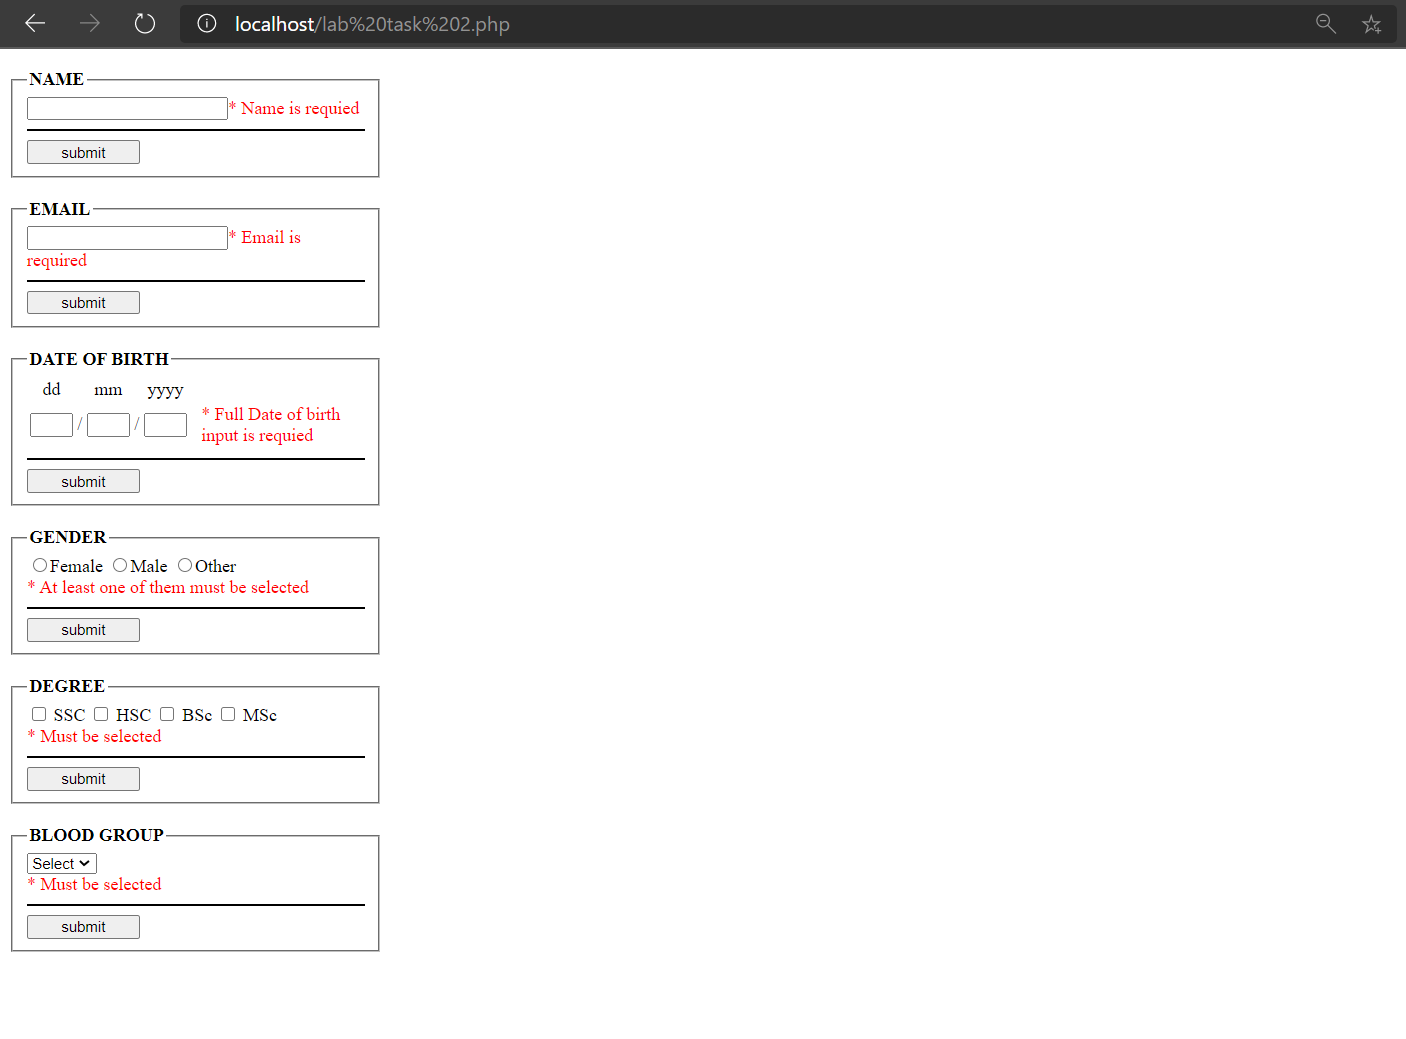 localhost/lab%20task%202.php
NAME
* Name is requied
submit
EMAIL
* Email is
required
submit
DATE OF BIRTH
dd mm yyyy
/ / * Full Date of birth
input is requied
submit
GENDER
Female Male Other
* At least one of them must be selected
submit
DEGREE
SSC HSC BSc MSc
* Must be selected
submit
BLOOD GROUP
Select
* Must be selected
submit